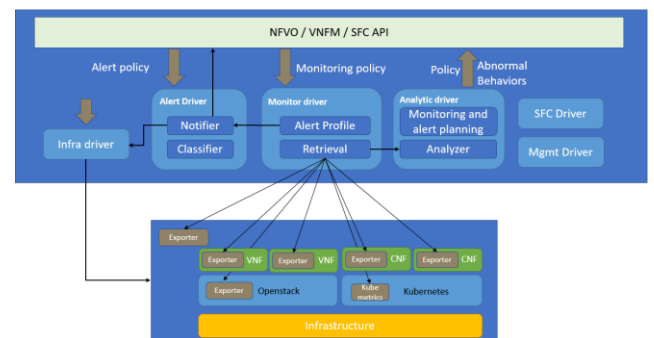 NFVO / VNFM / SFC API
Alert policy
Monitoring policy
Policy
Abnormal
Behaviors
Alert Driver
Notifier
Classifier
Monitor driver
Alert Profile
Retrieval
Analytic driver
Monitoring and
alert planning
Analyzer
SFC Driver
Mgmt Driver
Infra driver
Exporter
Exporter VNF
Exporter VNF
Exporter CNF
Exporter CNF
Exporter Openstack
Kube
metrics
Kubernetes
Infrastructure